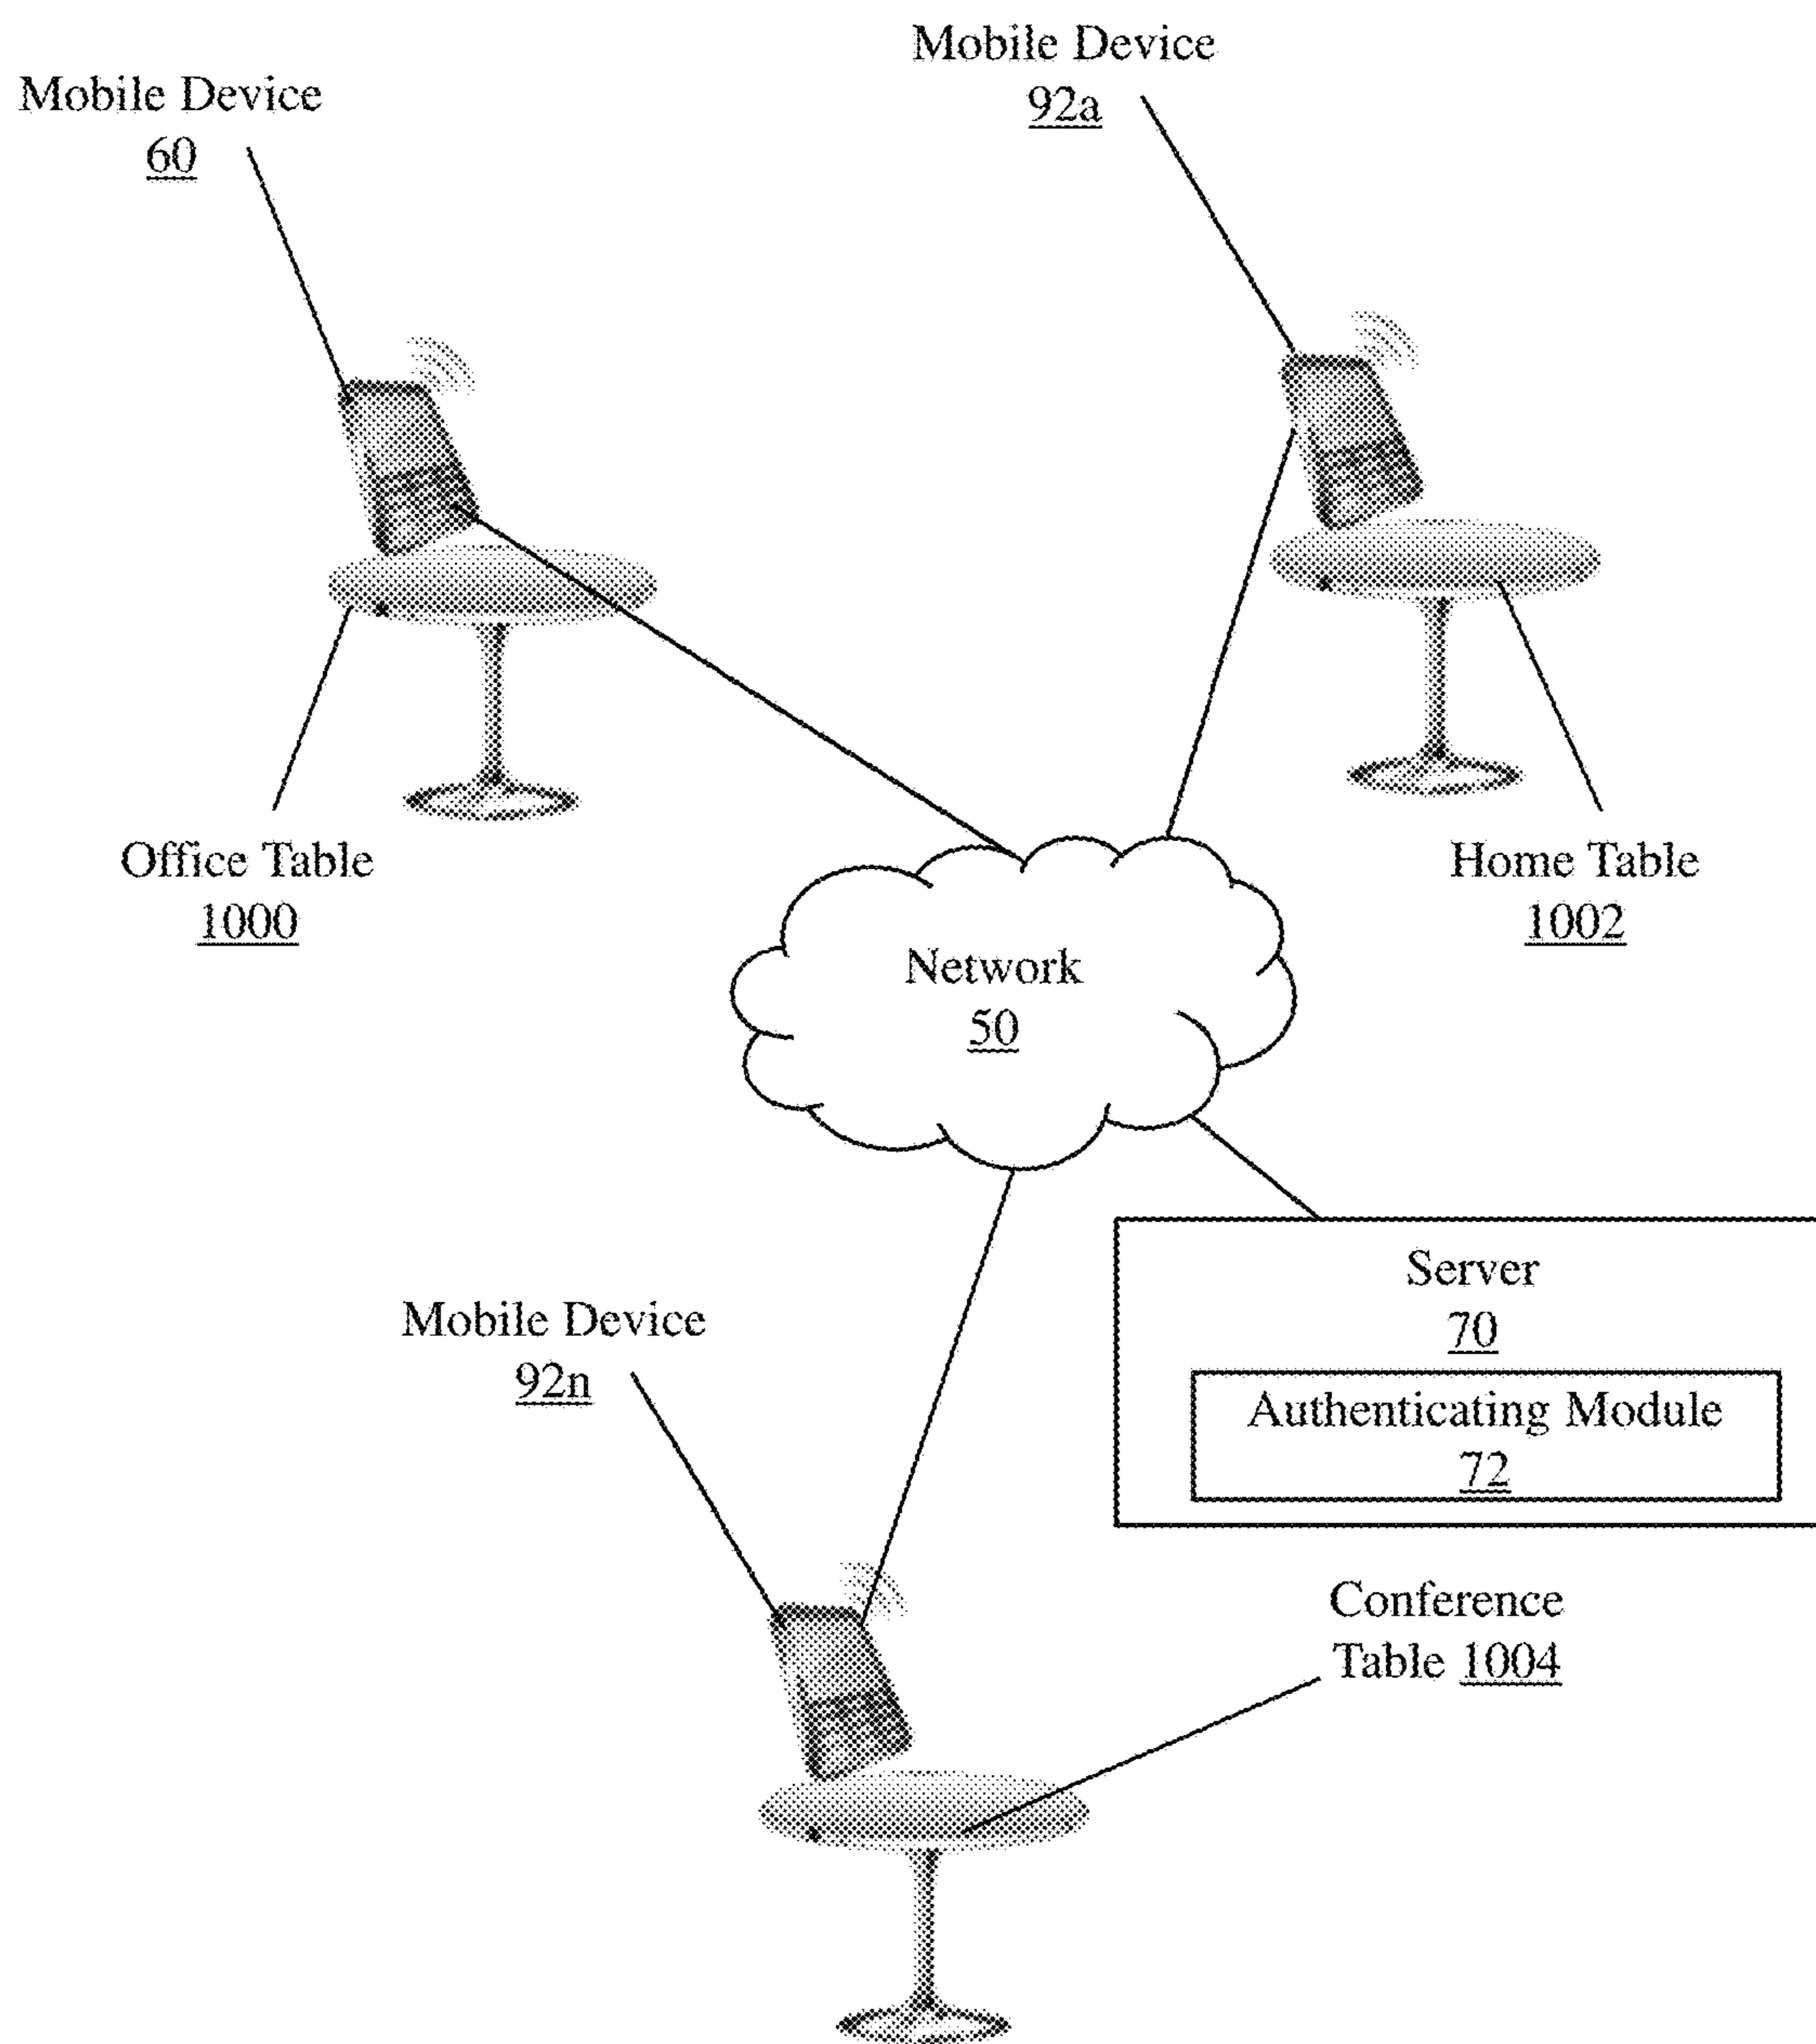 Mobile Device
92a
Mobile Device
60
Office Table
1000
Home Table
1002
Network
50
Server
70
Authenticating Module
72
Mobile Device
92n
Conference
Table 1004